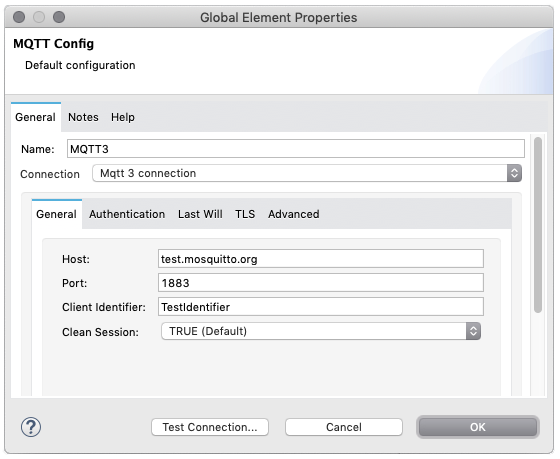 Global Element Properties
MQTT Config
Default configuration
General Notes Help
Name: MQTT3
Connection Mqtt 3 connection
General Authentication Last Will TLS Advanced
Host: test.mosquitto.org
Port: 1883
Client Identifier: TestIdentifier
Clean Session: TRUE (Default)
? Test Connection... Cancel OK